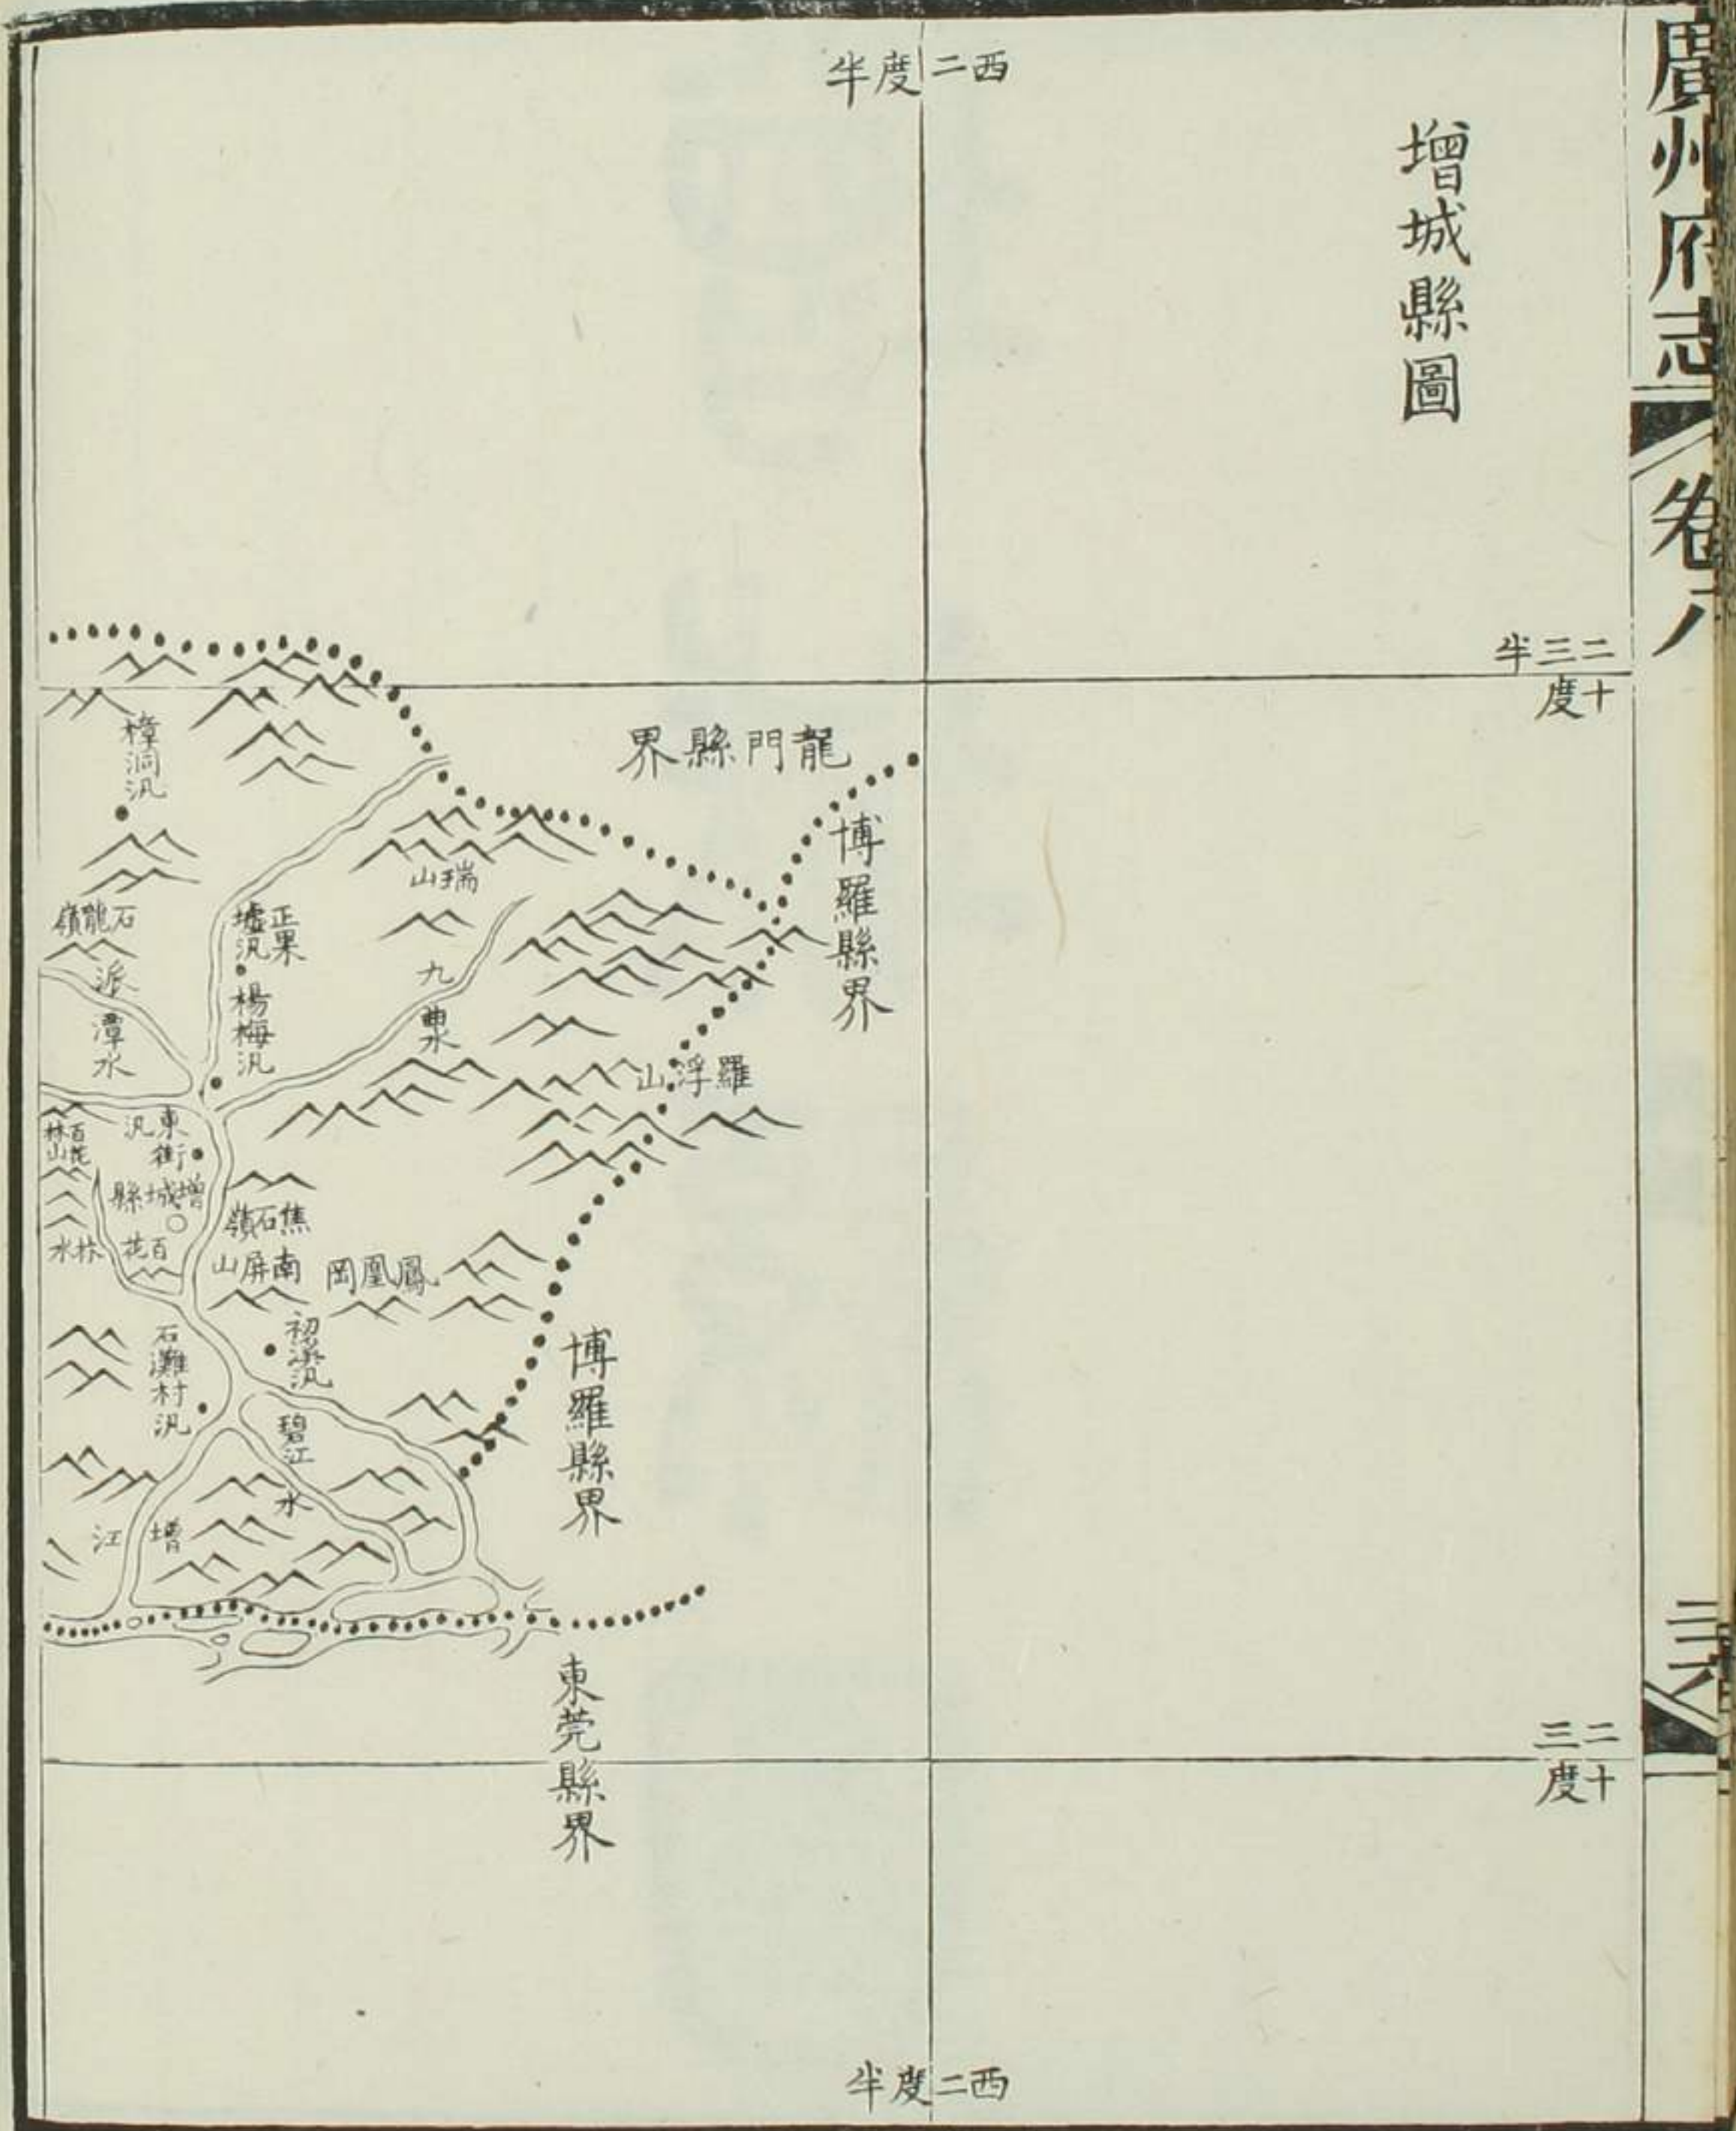 廣州府志
卷八
增城縣圖
西二度半
二十三度半
龍門縣界
博羅縣界
樟洞汛
瑞山
石龍嶺
正果墟汛
九曲水
派潭水
楊梅汛
羅浮山
百花林山
東街汛
增城縣
焦石嶺
百花林水
南屏山
鳳凰岡
初溪汛
石灘村汛
博羅縣界
碧江水
增江
東莞縣界
二十三度
西二度半